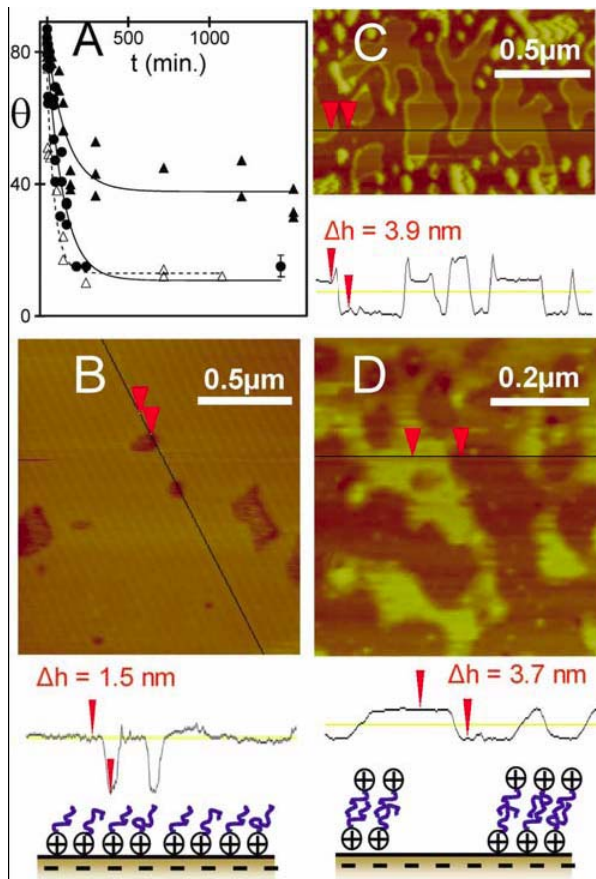 A
500
1000
t (min.)
80
θ
40
0
C
0.5µm
Δh = 3.9 nm
B
0.5µm
D
0.2µm
Δh = 1.5 nm
Δh = 3.7 nm
+ + + + + + + +
+ +
+ + +
+ +
+ + +
- - - - - - - -
- - - - - - - -